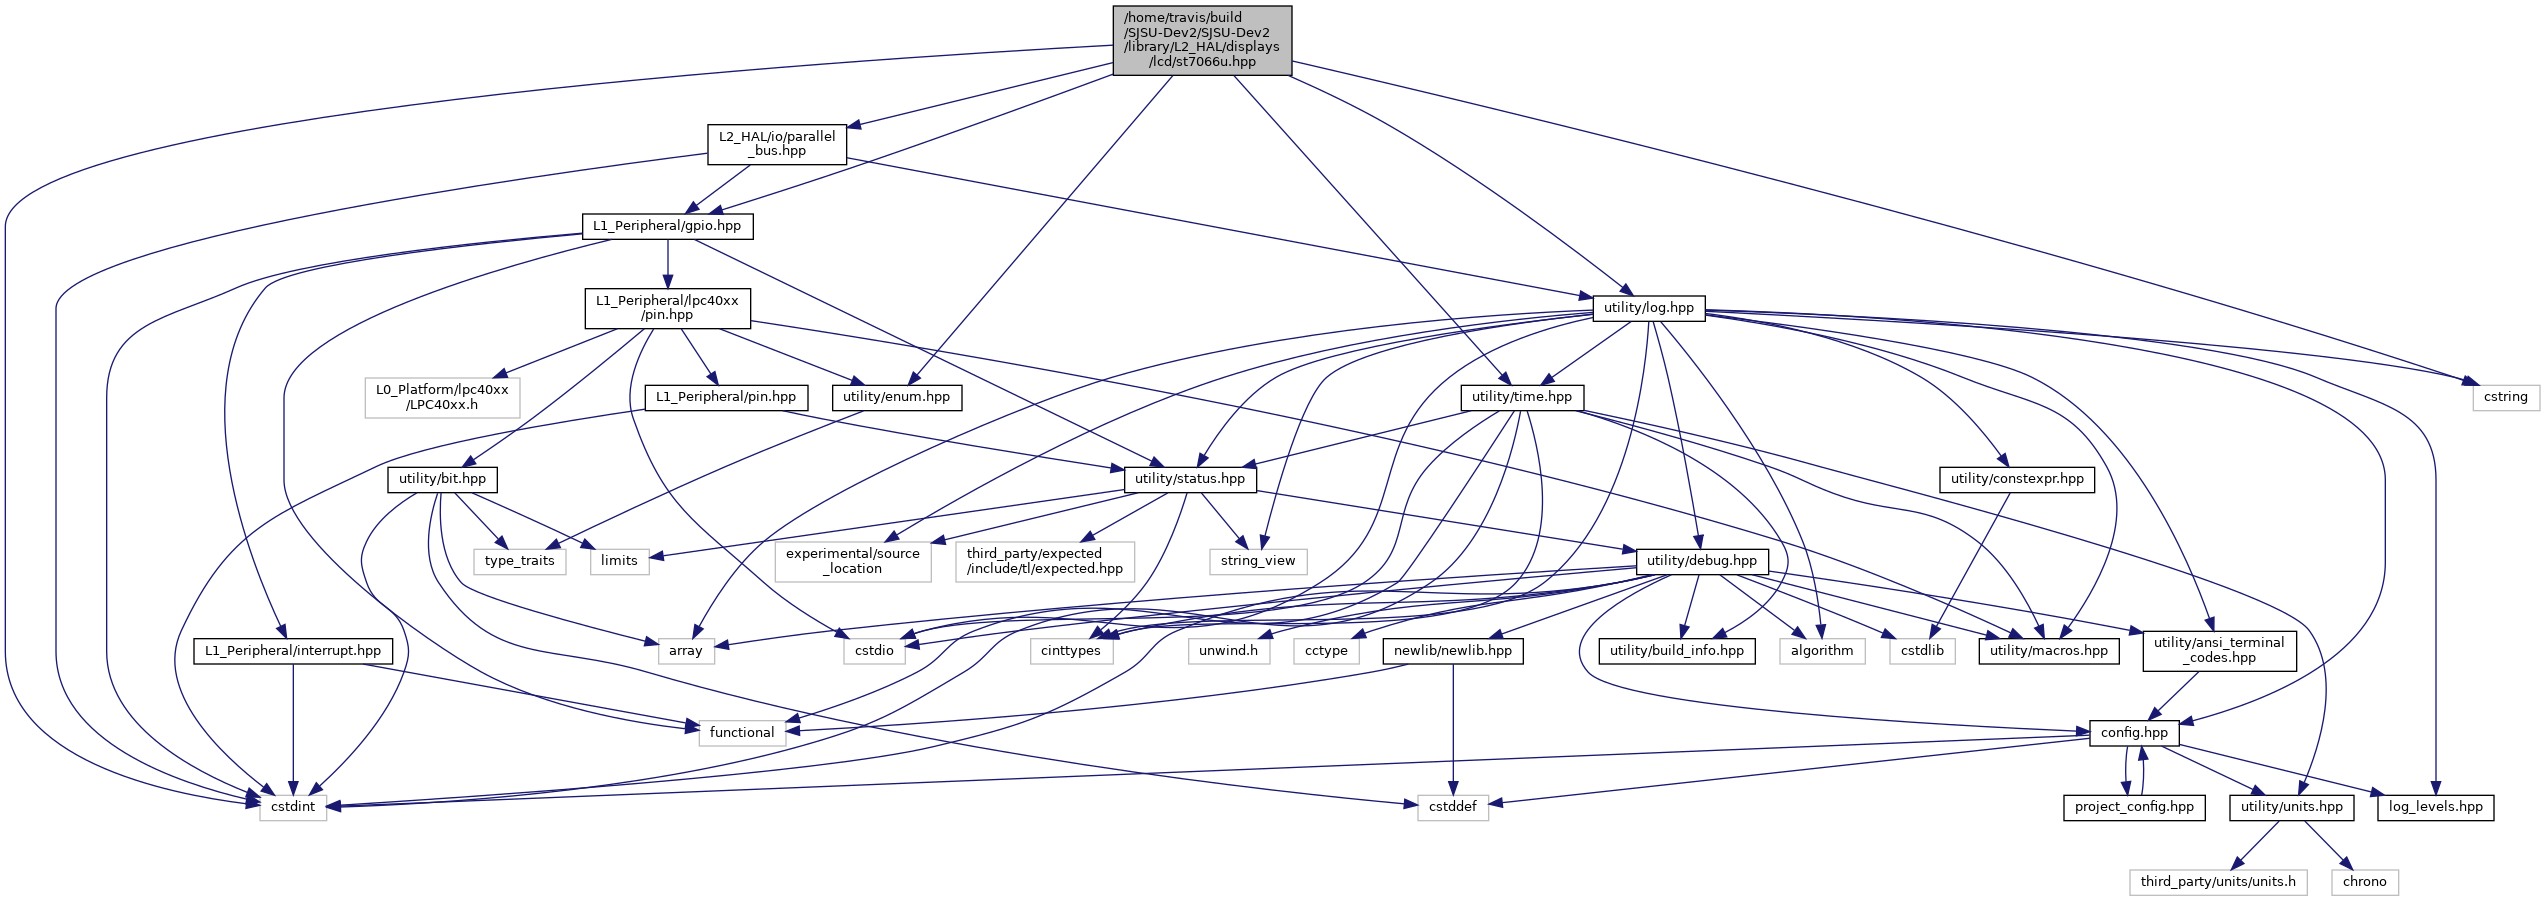 /home/travis/build
/SJSU-Dev2/SJSU-Dev2
/library/L2_HAL/displays
/lcd/st7066u.hpp
L2_HAL/io/parallel
_bus.hpp
L1_Peripheral/gpio.hpp
L1_Peripheral/lpc40xx
/pin.hpp
utility/log.hpp
L0_Platform/lpc40xx
/LPC40xx.h
L1_Peripheral/pin.hpp
utility/enum.hpp
utility/time.hpp
cstring
utility/bit.hpp
utility/status.hpp
utility/constexpr.hpp
type_traits
limits
experimental/source
_location
third_party/expected
/include/tl/expected.hpp
string_view
utility/debug.hpp
L1_Peripheral/interrupt.hpp
array
cstdio
cinttypes
unwind.h
cctype
newlib/newlib.hpp
utility/build_info.hpp
algorithm
cstdlib
utility/macros.hpp
utility/ansi_terminal
_codes.hpp
functional
config.hpp
cstdint
cstddef
project_config.hpp
utility/units.hpp
log_levels.hpp
third_party/units/units.h
chrono